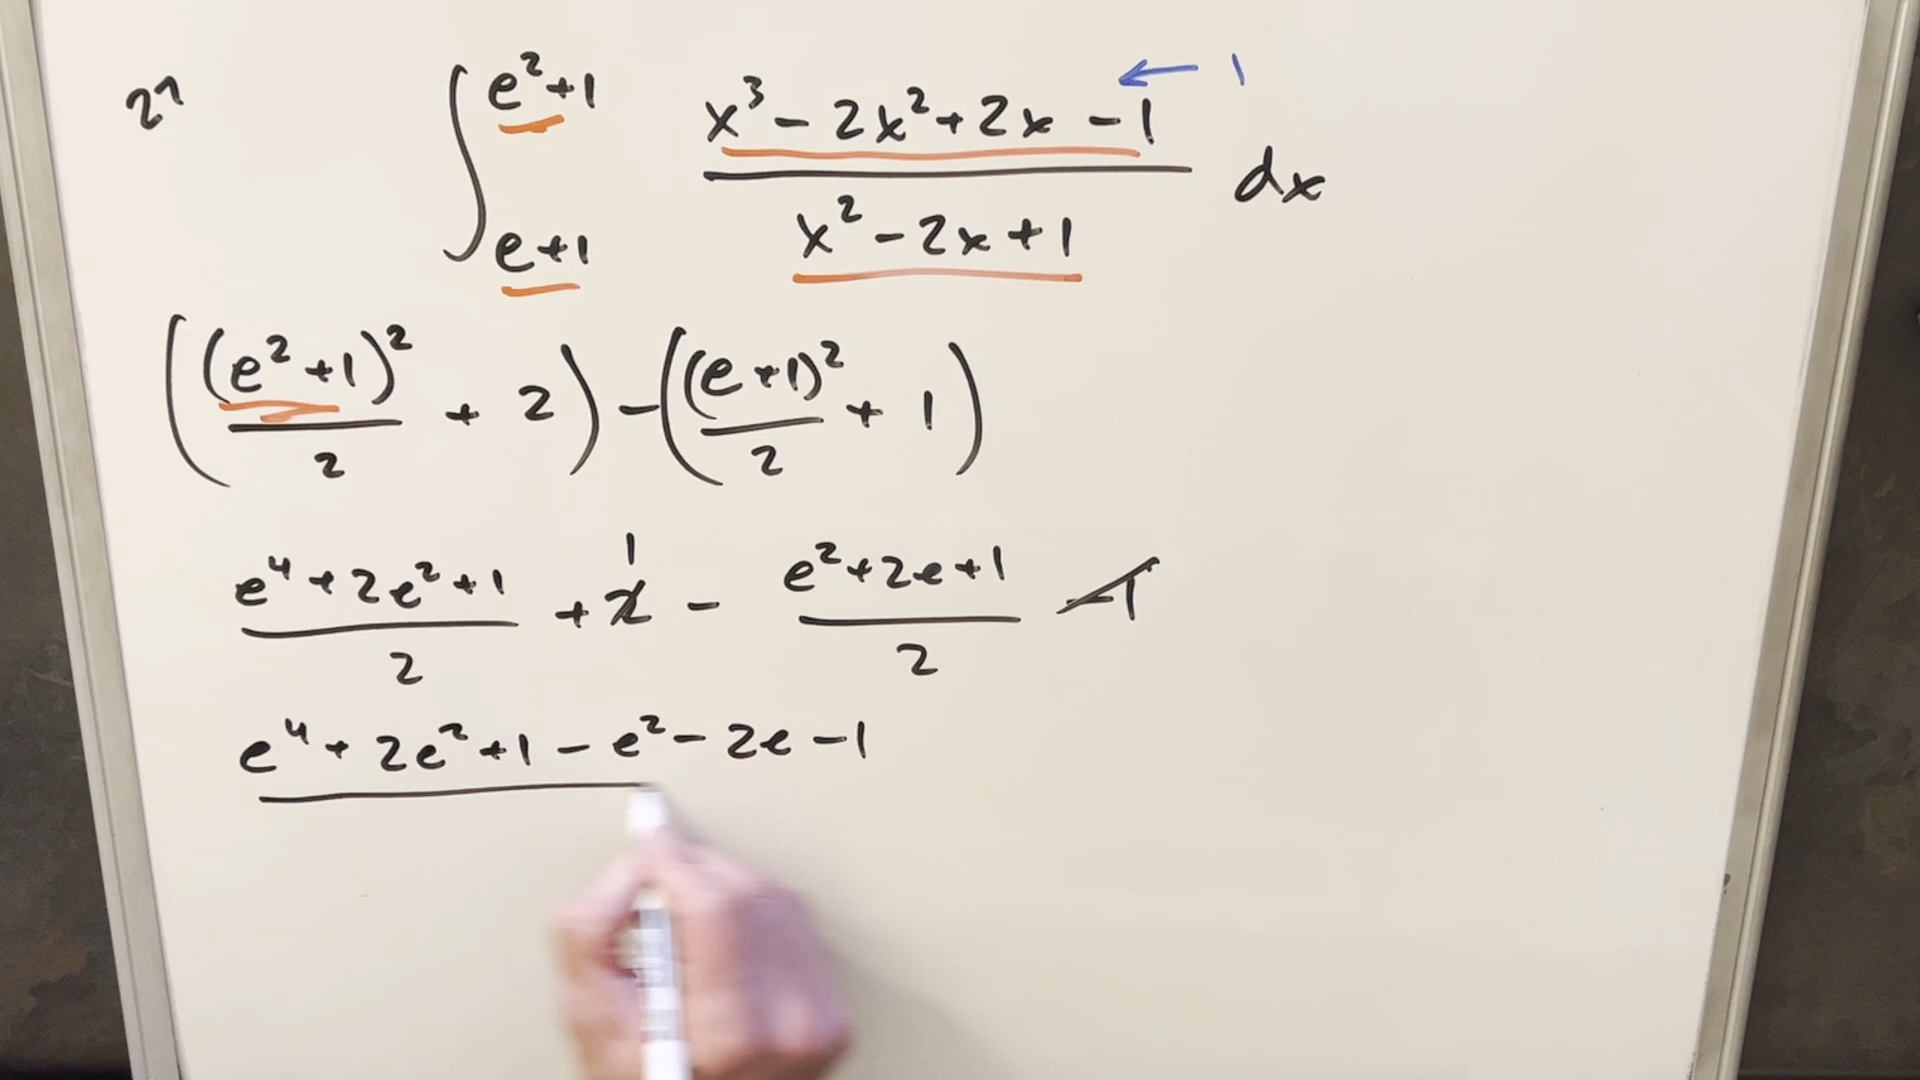 27 ∫_{e+1}^{e²+1} (x³ - 2x² + 2x - 1)/(x² - 2x + 1) dx ← 1
((e²+1)²/2 + 2) - ((e+1)²/2 + 1)
(e⁴ + 2e² + 1)/2 + 2 1 - (e² + 2e + 1)/2 - 1
e⁴ + 2e² + 1 - e² - 2e - 1